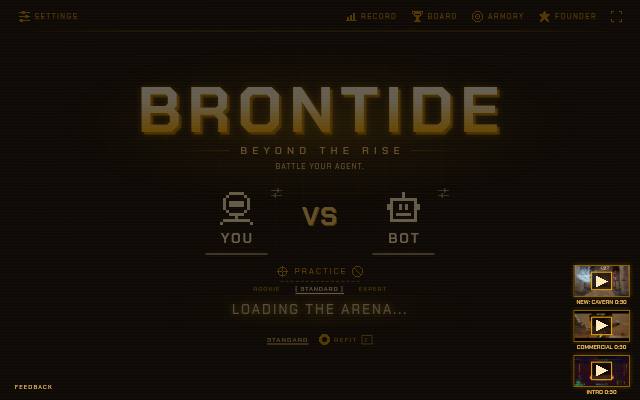 SETTINGS
RECORD
BOARD
ARMORY
FOUNDER
BRONTIDE
BEYOND THE RISE
BATTLE YOUR AGENT.
YOU
VS
BOT
PRACTICE
ROOKIE
[ STANDARD ]
EXPERT
LOADING THE ARENA...
STANDARD
REFIT
NEW: CAVERN 0:30
COMMERCIAL 0:30
INTRO 0:30
FEEDBACK